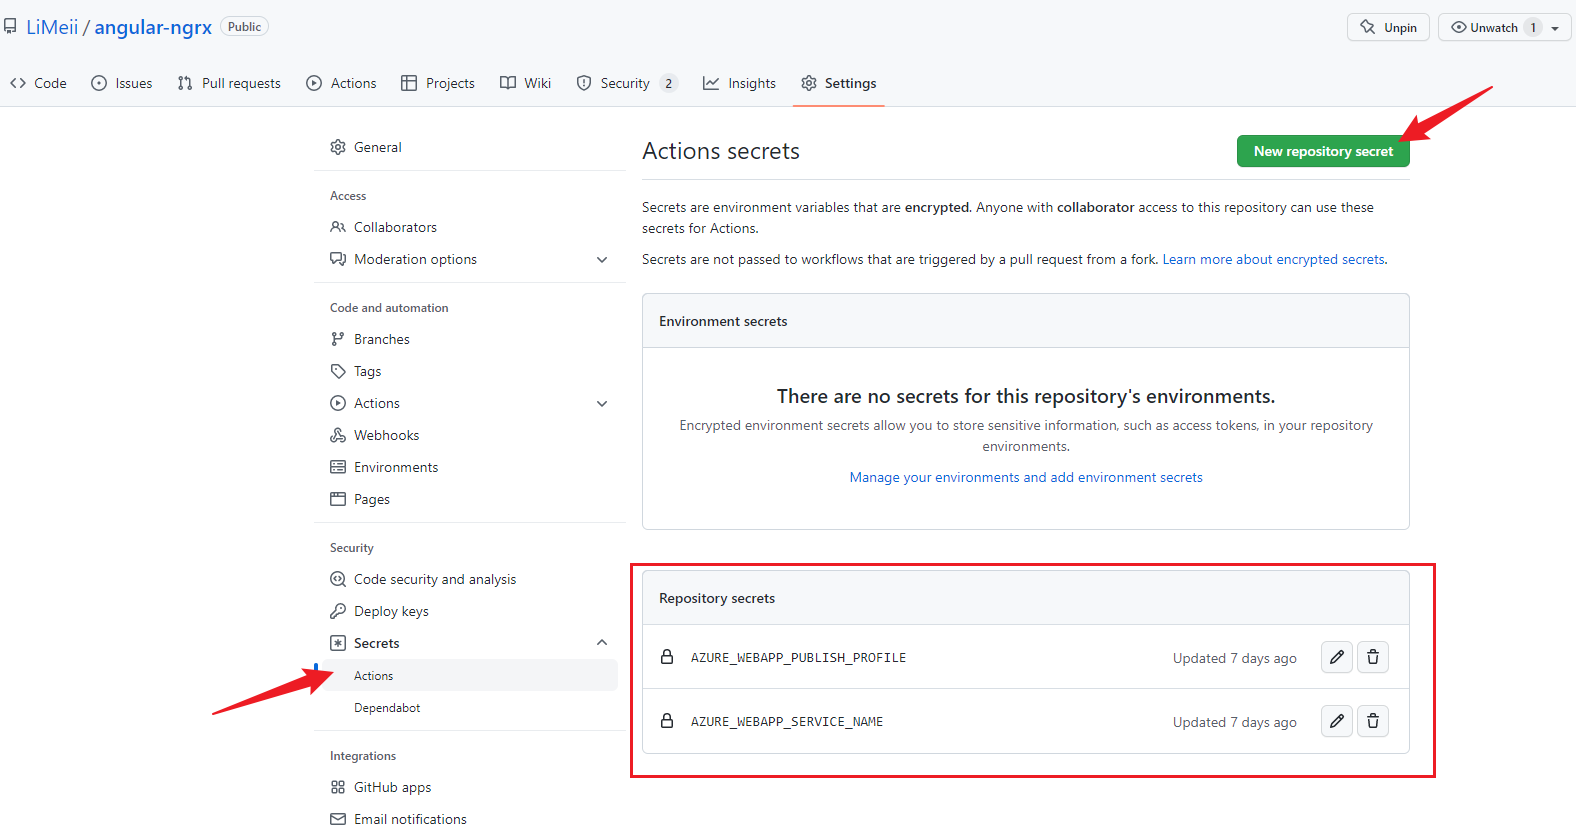 LiMeii / angular-ngrx Public
Unpin
Unwatch 1
Code
Issues
Pull requests
Actions
Projects
Wiki
Security 2
Insights
Settings
General
Access
Collaborators
Moderation options
Code and automation
Branches
Tags
Actions
Webhooks
Environments
Pages
Security
Code security and analysis
Deploy keys
Secrets
Actions
Dependabot
Integrations
GitHub apps
Email notifications
Actions secrets
New repository secret
Secrets are environment variables that are encrypted. Anyone with collaborator access to this repository can use these
secrets for Actions.
Secrets are not passed to workflows that are triggered by a pull request from a fork. Learn more about encrypted secrets.
Environment secrets
There are no secrets for this repository's environments.
Encrypted environment secrets allow you to store sensitive information, such as access tokens, in your repository
environments.
Manage your environments and add environment secrets
Repository secrets
AZURE_WEBAPP_PUBLISH_PROFILE
Updated 7 days ago
AZURE_WEBAPP_SERVICE_NAME
Updated 7 days ago